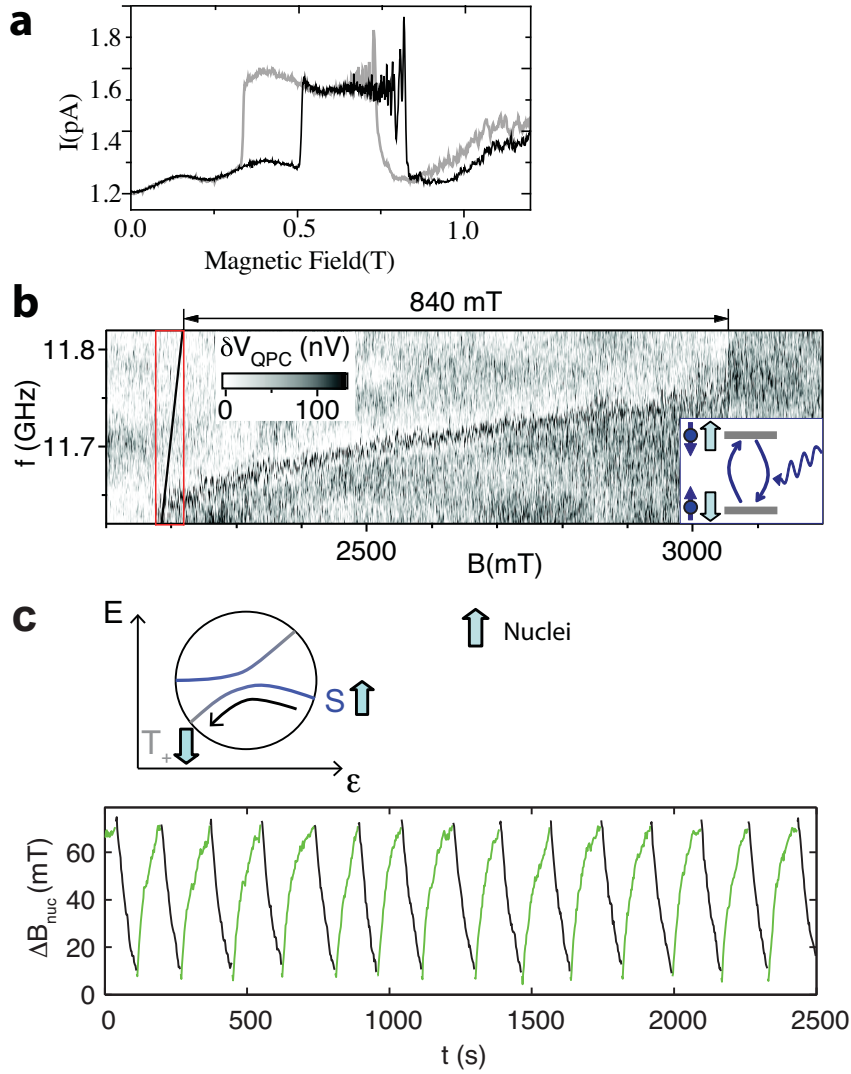 a
1.8
1.6
1.4
1.2
I(pA)
0.0
0.5
1.0
Magnetic Field(T)
b
840 mT
11.8
11.7
f (GHz)
δV_QPC (nV)
0
100
2500
3000
B(mT)
c
E
S
T+
ε
Nuclei
60
40
20
0
ΔB_nuc (mT)
0
500
1000
1500
2000
2500
t (s)